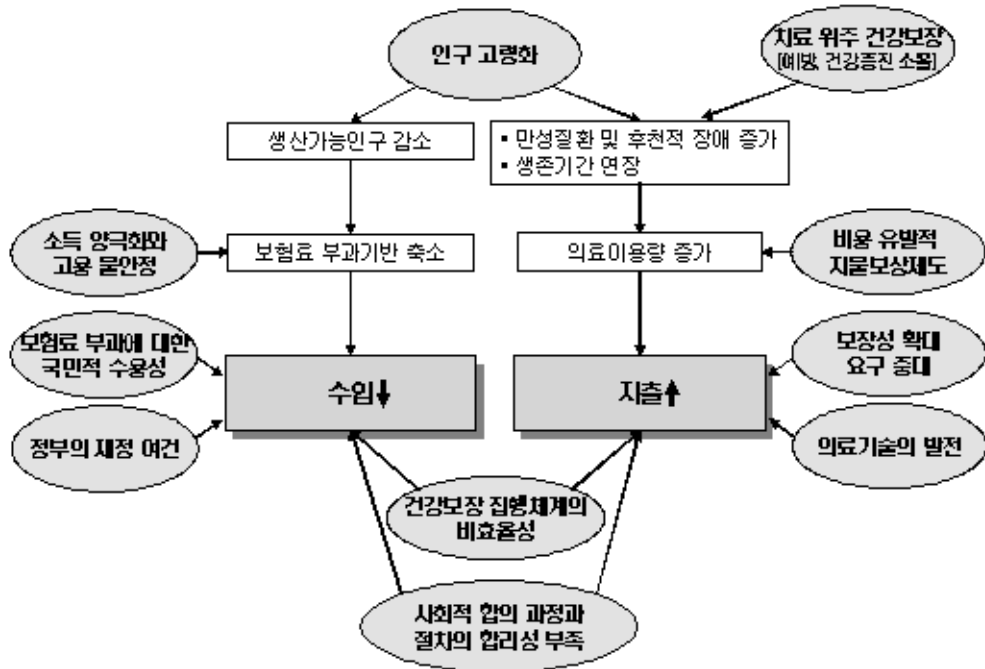 인구 고령화
치료 위주 건강보장
[예방, 건강증진 소홀]
생산가능인구 감소
▪ 만성질환 및 후천적 장애 증가
▪ 생존기간 연장
소득 양극화와
고용 불안정
보험료 부과기반 축소
의료이용량 증가
비용 유발적
지불보상제도
보험료 부과에 대한
국민적 수용성
수입↓
지출↑
보장성 확대
요구 증대
정부의 재정 여건
의료기술의 발전
건강보장 집행체계의
비효율성
사회적 합의 과정과
절차의 합리성 부족